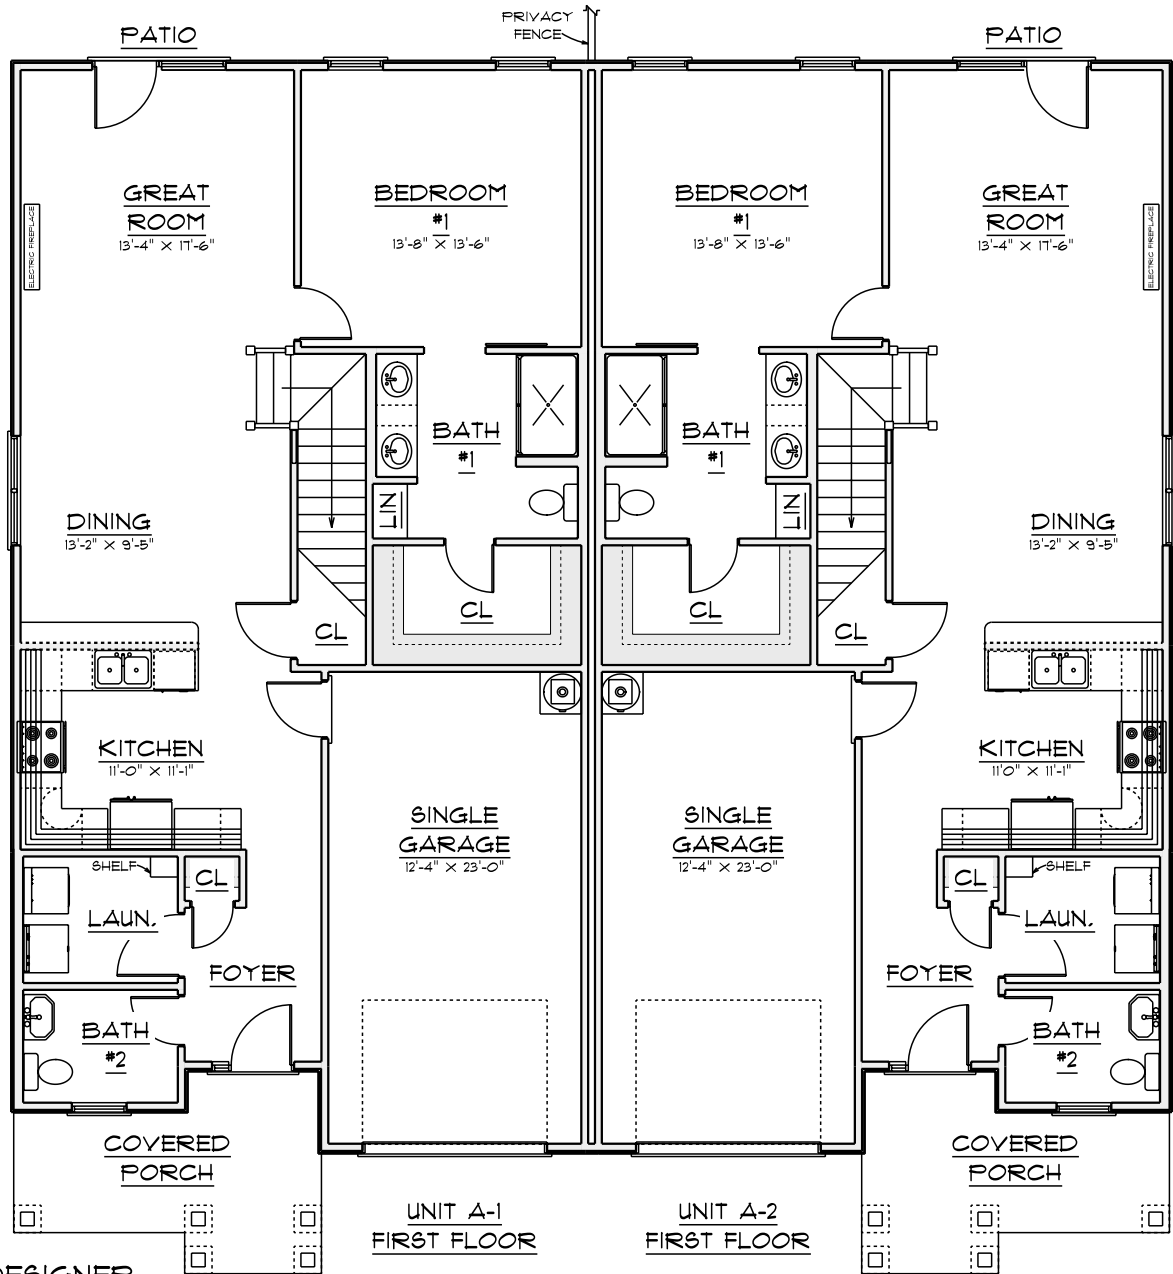 PRIVACY
FENCE
PATIO
PATIO
GREAT
ROOM
13'-4" X 17'-6"
BEDROOM
#1
13'-8" X 13'-6"
BEDROOM
#1
13'-8" X 13'-6"
GREAT
ROOM
13'-4" X 17'-6"
ELECTRIC FIREPLACE
ELECTRIC FIREPLACE
BATH
#1
BATH
#1
LIN
LIN
DINING
13'-2" X 9'-5"
DINING
13'-2" X 9'-5"
CL
CL
CL
CL
KITCHEN
11'-0" X 11'-1"
KITCHEN
11'0" X 11'-1"
SINGLE
GARAGE
12'-4" X 23'-0"
SINGLE
GARAGE
12'-4" X 23'-0"
SHELF
CL
CL
SHELF
LAUN.
LAUN.
FOYER
FOYER
BATH
#2
BATH
#2
COVERED
PORCH
COVERED
PORCH
UNIT A-1
FIRST FLOOR
UNIT A-2
FIRST FLOOR